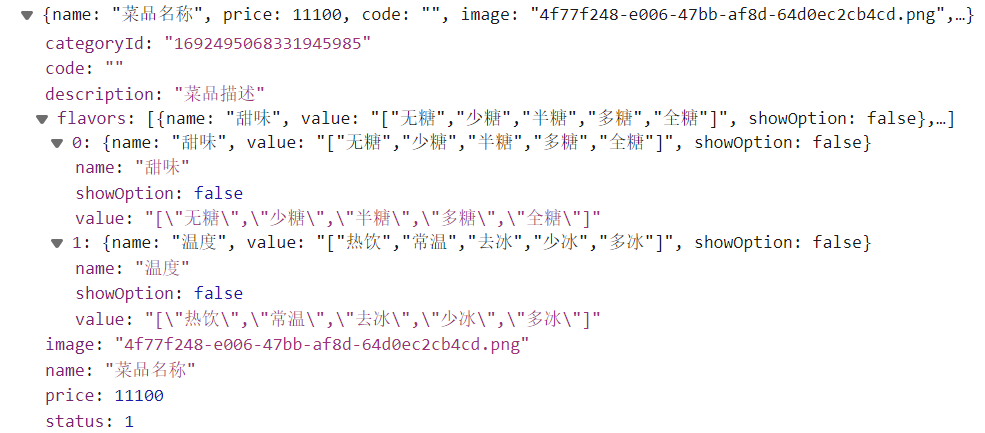 {name: "菜品名称", price: 11100, code: "", image: "4f77f248-e006-47bb-af8d-64d0ec2cb4cd.png",…}
categoryId: "1692495068331945985"
code: ""
description: "菜品描述"
flavors: [{name: "甜味", value: "["无糖","少糖","半糖","多糖","全糖"]", showOption: false},…]
0: {name: "甜味", value: "["无糖","少糖","半糖","多糖","全糖"]", showOption: false}
name: "甜味"
showOption: false
value: "[\"无糖\",\"少糖\",\"半糖\",\"多糖\",\"全糖\"]"
1: {name: "温度", value: "["热饮","常温","去冰","少冰","多冰"]", showOption: false}
name: "温度"
showOption: false
value: "[\"热饮\",\"常温\",\"去冰\",\"少冰\",\"多冰\"]"
image: "4f77f248-e006-47bb-af8d-64d0ec2cb4cd.png"
name: "菜品名称"
price: 11100
status: 1